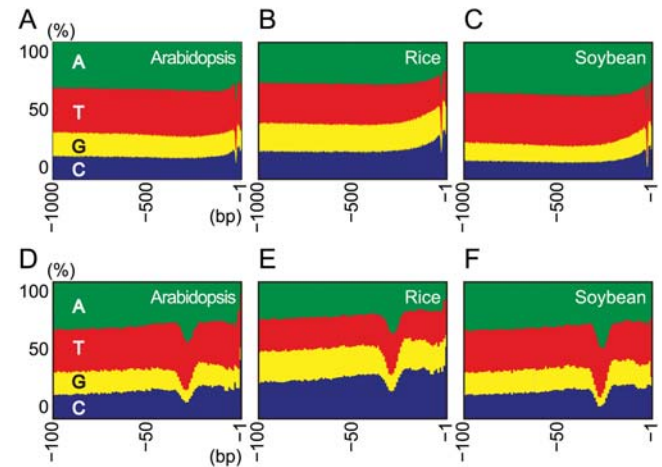 A (%) B C
100 Arabidopsis Rice Soybean
A
50 T
G
0 C
-1000 -500 -1 -1000 -500 -1 -1000 -500 -1
(bp)
D (%) E F
100 Arabidopsis Rice Soybean
A
50 T
G
0 C
-100 -50 -1 -100 -50 -1 -100 -50 -1
(bp)